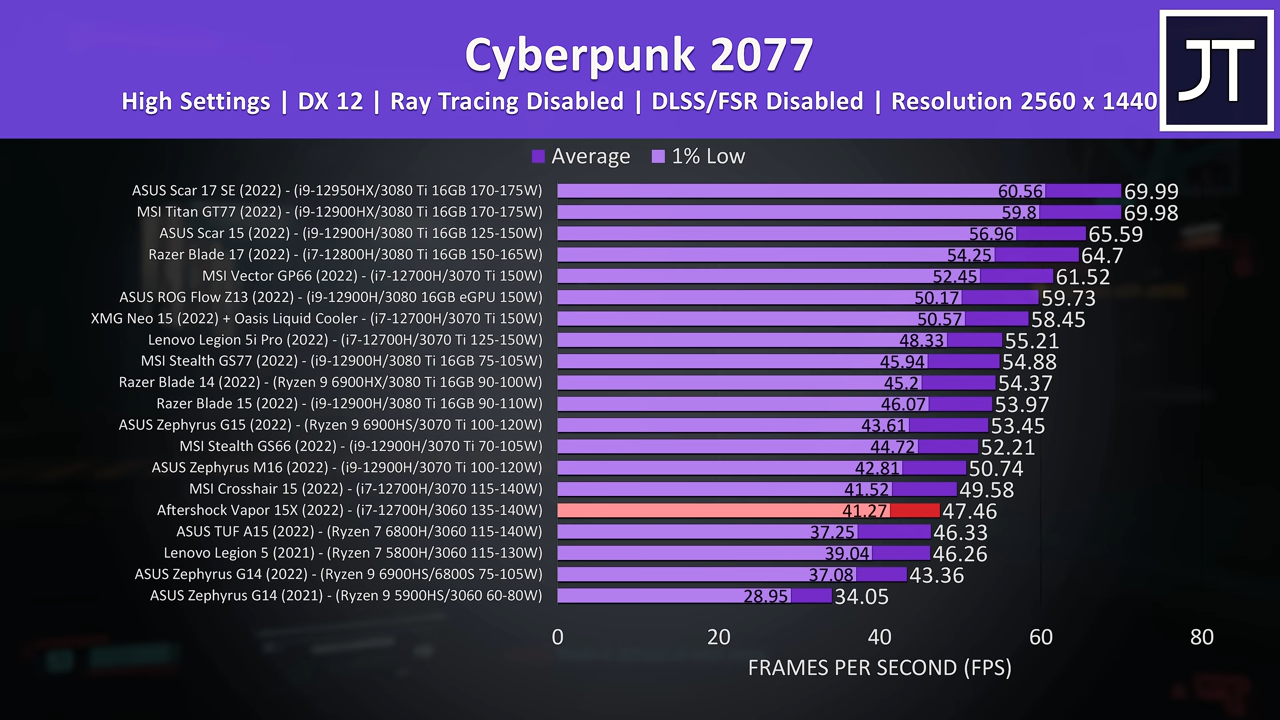 Cyberpunk 2077
High Settings | DX 12 | Ray Tracing Disabled | DLSS/FSR Disabled | Resolution 2560 x 1440
JT
Average 1% Low
ASUS Scar 17 SE (2022) - (i9-12950HX/3080 Ti 16GB 170-175W) 60.56 69.99
MSI Titan GT77 (2022) - (i9-12900HX/3080 Ti 16GB 170-175W) 59.8 69.98
ASUS Scar 15 (2022) - (i9-12900H/3080 Ti 16GB 125-150W) 56.96 65.59
Razer Blade 17 (2022) - (i7-12800H/3080 Ti 16GB 150-165W) 54.25 64.7
MSI Vector GP66 (2022) - (i7-12700H/3070 Ti 150W) 52.45 61.52
ASUS ROG Flow Z13 (2022) - (i9-12900H/3080 16GB eGPU 150W) 50.17 59.73
XMG Neo 15 (2022) + Oasis Liquid Cooler - (i7-12700H/3070 Ti 150W) 50.57 58.45
Lenovo Legion 5i Pro (2022) - (i7-12700H/3070 Ti 125-150W) 48.33 55.21
MSI Stealth GS77 (2022) - (i9-12900H/3080 Ti 16GB 75-105W) 45.94 54.88
Razer Blade 14 (2022) - (Ryzen 9 6900HX/3080 Ti 16GB 90-100W) 45.2 54.37
Razer Blade 15 (2022) - (i9-12900H/3080 Ti 16GB 90-110W) 46.07 53.97
ASUS Zephyrus G15 (2022) - (Ryzen 9 6900HS/3070 Ti 100-120W) 43.61 53.45
MSI Stealth GS66 (2022) - (i9-12900H/3070 Ti 70-105W) 44.72 52.21
ASUS Zephyrus M16 (2022) - (i9-12900H/3070 Ti 100-120W) 42.81 50.74
MSI Crosshair 15 (2022) - (i7-12700H/3070 115-140W) 41.52 49.58
Aftershock Vapor 15X (2022) - (i7-12700H/3060 135-140W) 41.27 47.46
ASUS TUF A15 (2022) - (Ryzen 7 6800H/3060 115-140W) 37.25 46.33
Lenovo Legion 5 (2021) - (Ryzen 7 5800H/3060 115-130W) 39.04 46.26
ASUS Zephyrus G14 (2022) - (Ryzen 9 6900HS/6800S 75-105W) 37.08 43.36
ASUS Zephyrus G14 (2021) - (Ryzen 9 5900HS/3060 60-80W) 28.95 34.05
0 20 40 60 80
FRAMES PER SECOND (FPS)